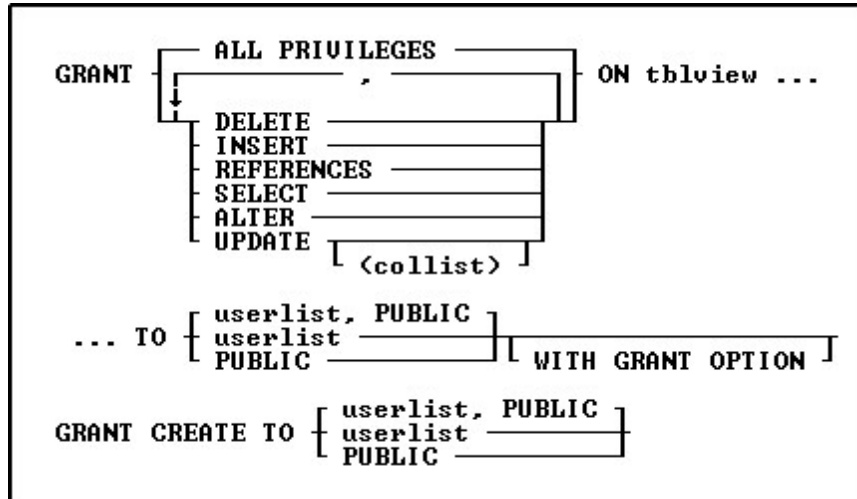 ALL PRIVILEGES
GRANT , ON tblview ...
DELETE
INSERT
REFERENCES
SELECT
ALTER
UPDATE
(collist)
userlist, PUBLIC
... TO userlist
PUBLIC WITH GRANT OPTION
userlist, PUBLIC
GRANT CREATE TO userlist
PUBLIC